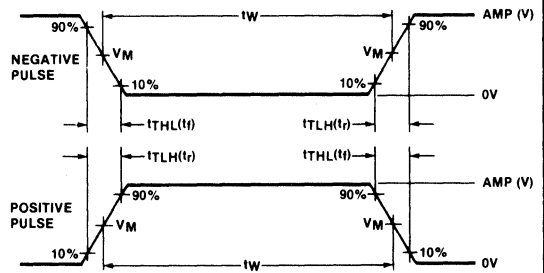 tW
90% 90% AMP (V)
NEGATIVE PULSE
VM VM
10% 10%
0V
tTHL(tf) tTLH(tr)
tTLH(tr) tTHL(tf)
90% 90% AMP (V)
POSITIVE PULSE
VM VM
10% 10%
tW 0V